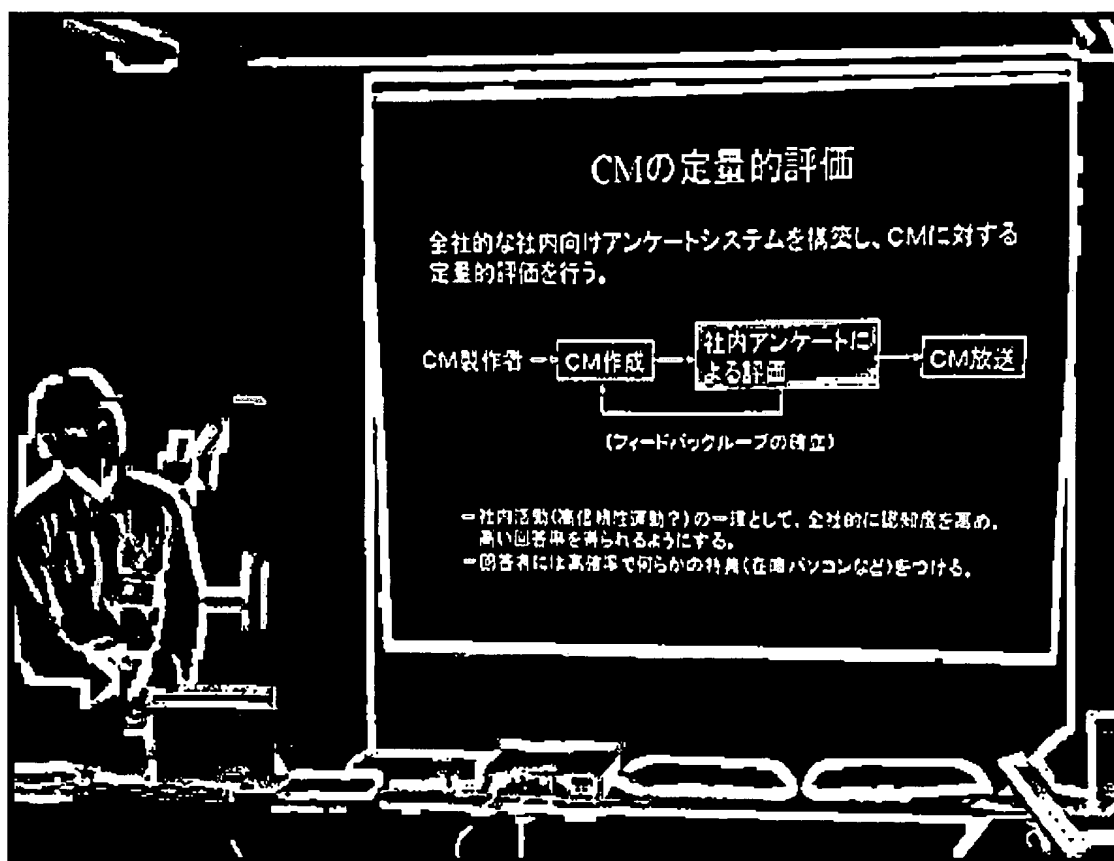 CMの定量的評価
全社的な社内向けアンケートシステムを構築し、CMに対する
定量的評価を行う。
CM製作者
CM作成
社内アンケートに
よる評価
CM放送
(フィードバックループの確立)
－社内活動(高信頼性運動?)の一環として、全社的に認知度を高め、
高い回答率を得られるようにする。
－回答者には高確率で何らかの特典(在庫パソコンなど)をつける。